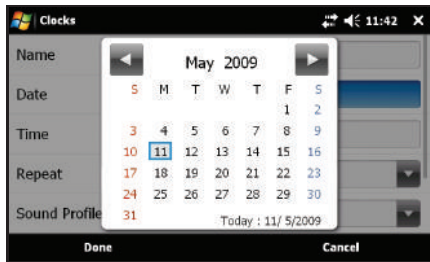 Clocks 11:42 X
Name
May 2009
Date
S M T W T F S
1 2
Time
3 4 5 6 7 8 9
10 11 12 13 14 15 16
Repeat
17 18 19 20 21 22 23
24 25 26 27 28 29 30
Sound Profile
31
Today : 11/ 5/2009
Done Cancel